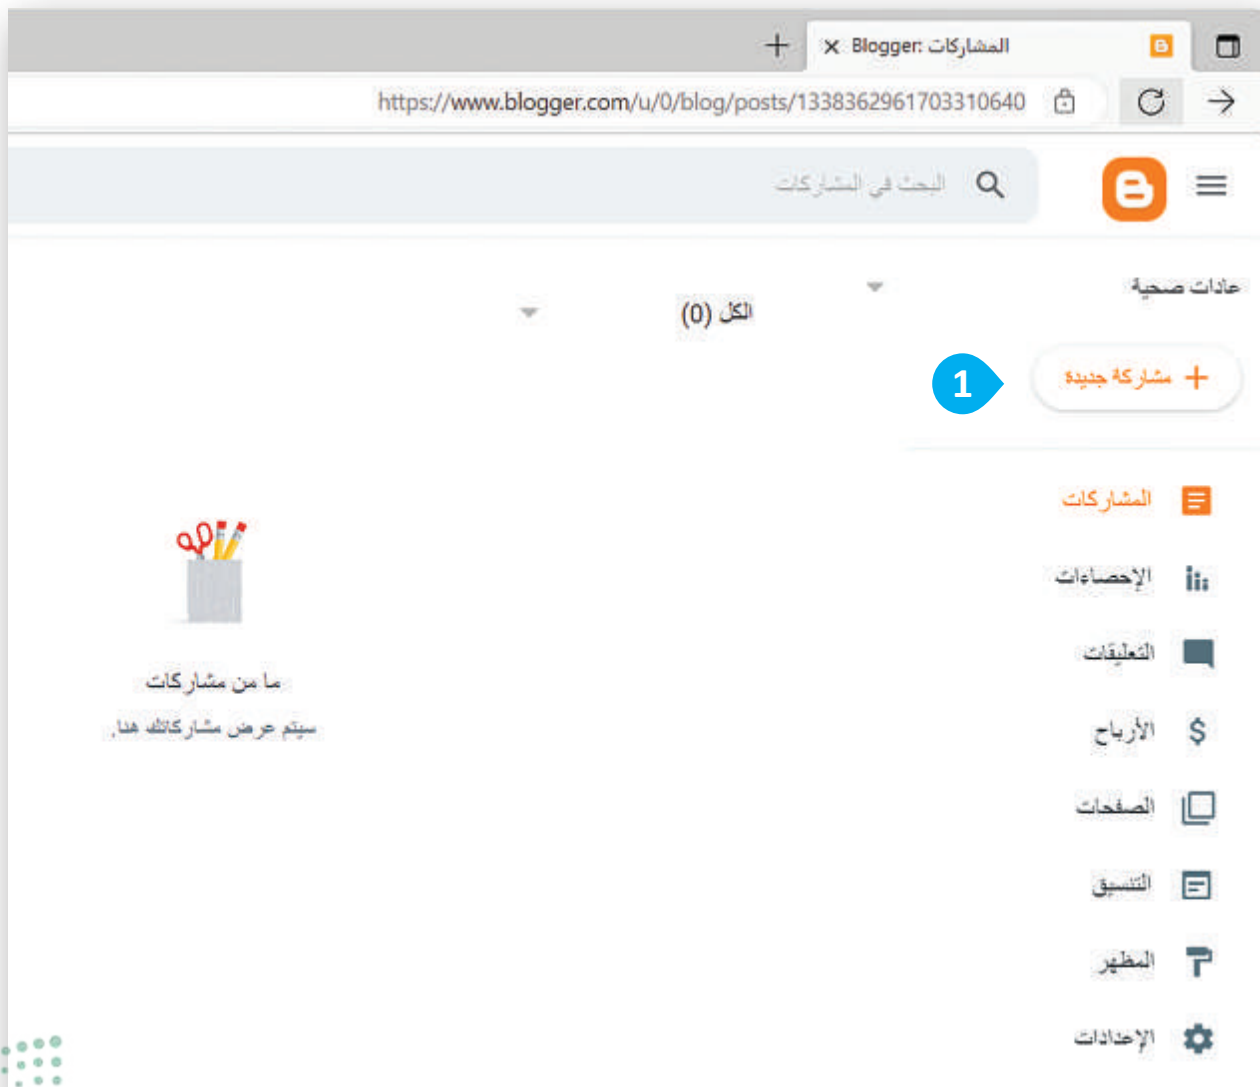 المشاركات :Blogger
https://www.blogger.com/u/0/blog/posts/1338362961703310640
البحث في المشاركات
عادات صحية
الكل (0)
مشاركة جديدة
1
المشاركات
الإحصاءات
التعليقات
الأرباح
الصفحات
التنسيق
المظهر
الإعدادات
ما من مشاركات
سيتم عرض مشاركاتك هنا.